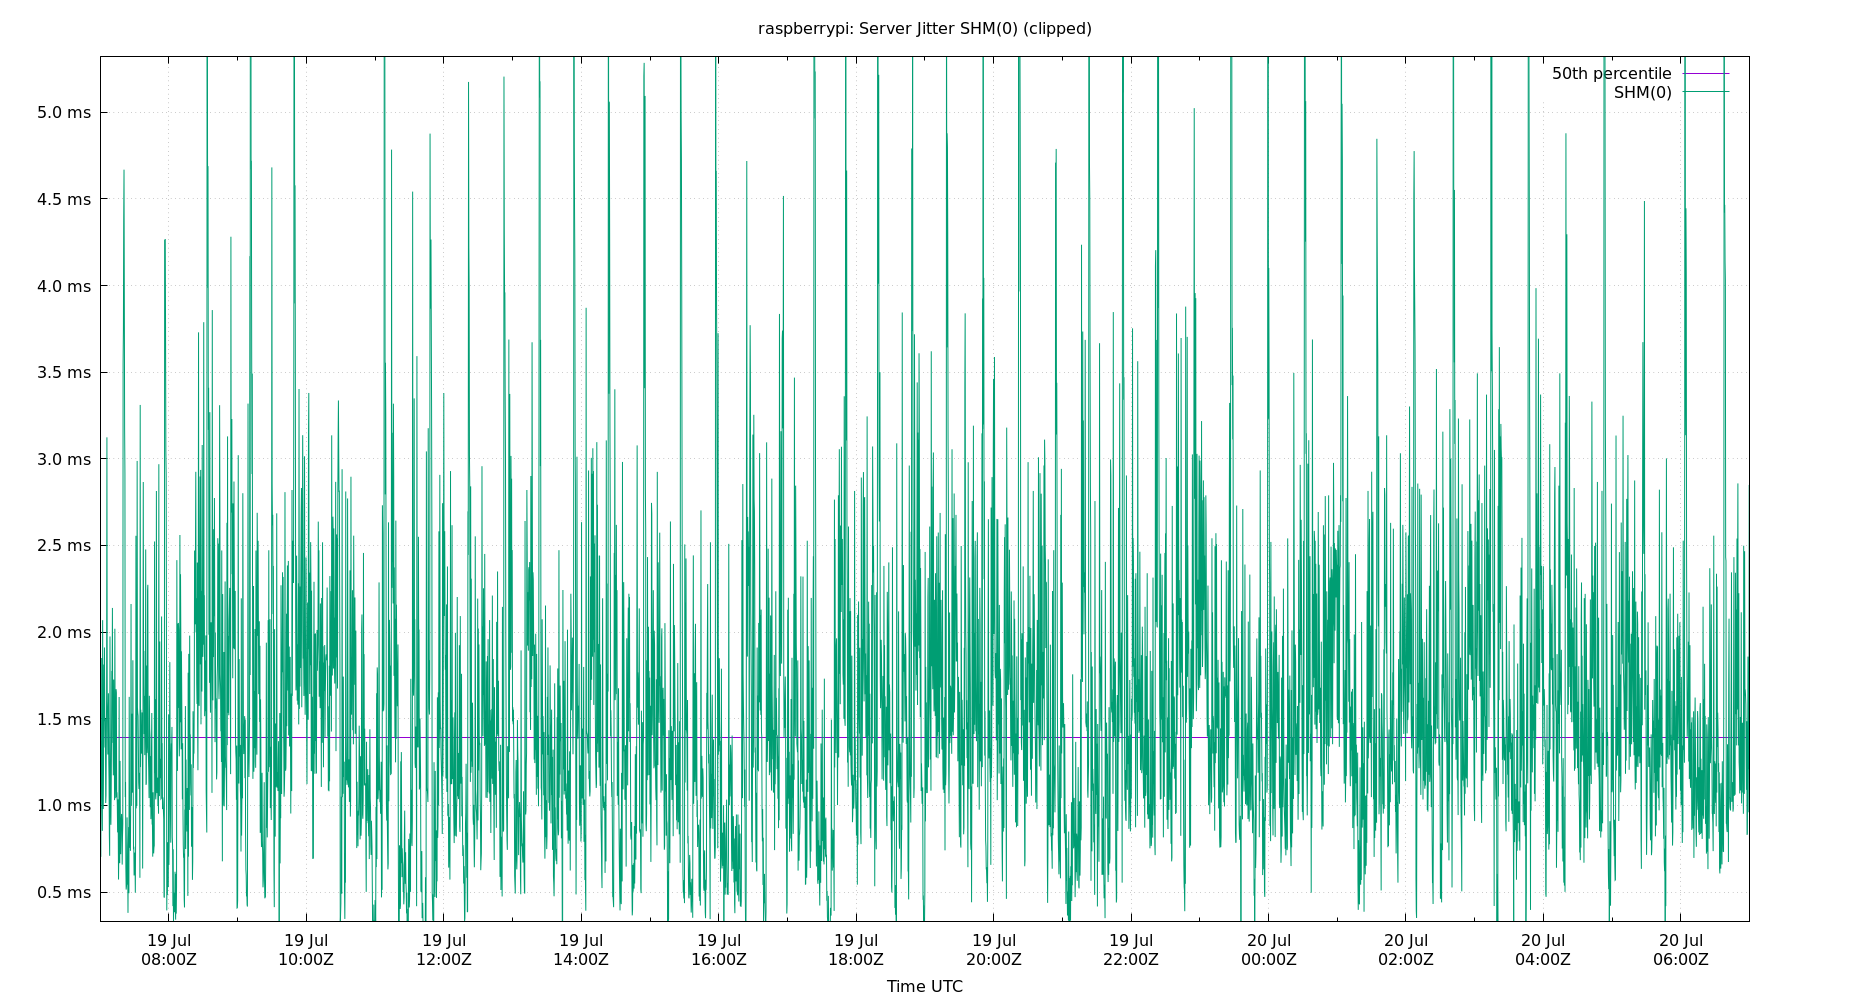 raspberrypi: Server Jitter SHM(0) (clipped)
50th percentile
SHM(0)
5.0 ms
4.5 ms
4.0 ms
3.5 ms
3.0 ms
2.5 ms
2.0 ms
1.5 ms
1.0 ms
0.5 ms
19 Jul 19 Jul 19 Jul 19 Jul 19 Jul 19 Jul 19 Jul 19 Jul 20 Jul 20 Jul 20 Jul 20 Jul
08:00Z 10:00Z 12:00Z 14:00Z 16:00Z 18:00Z 20:00Z 22:00Z 00:00Z 02:00Z 04:00Z 06:00Z
Time UTC